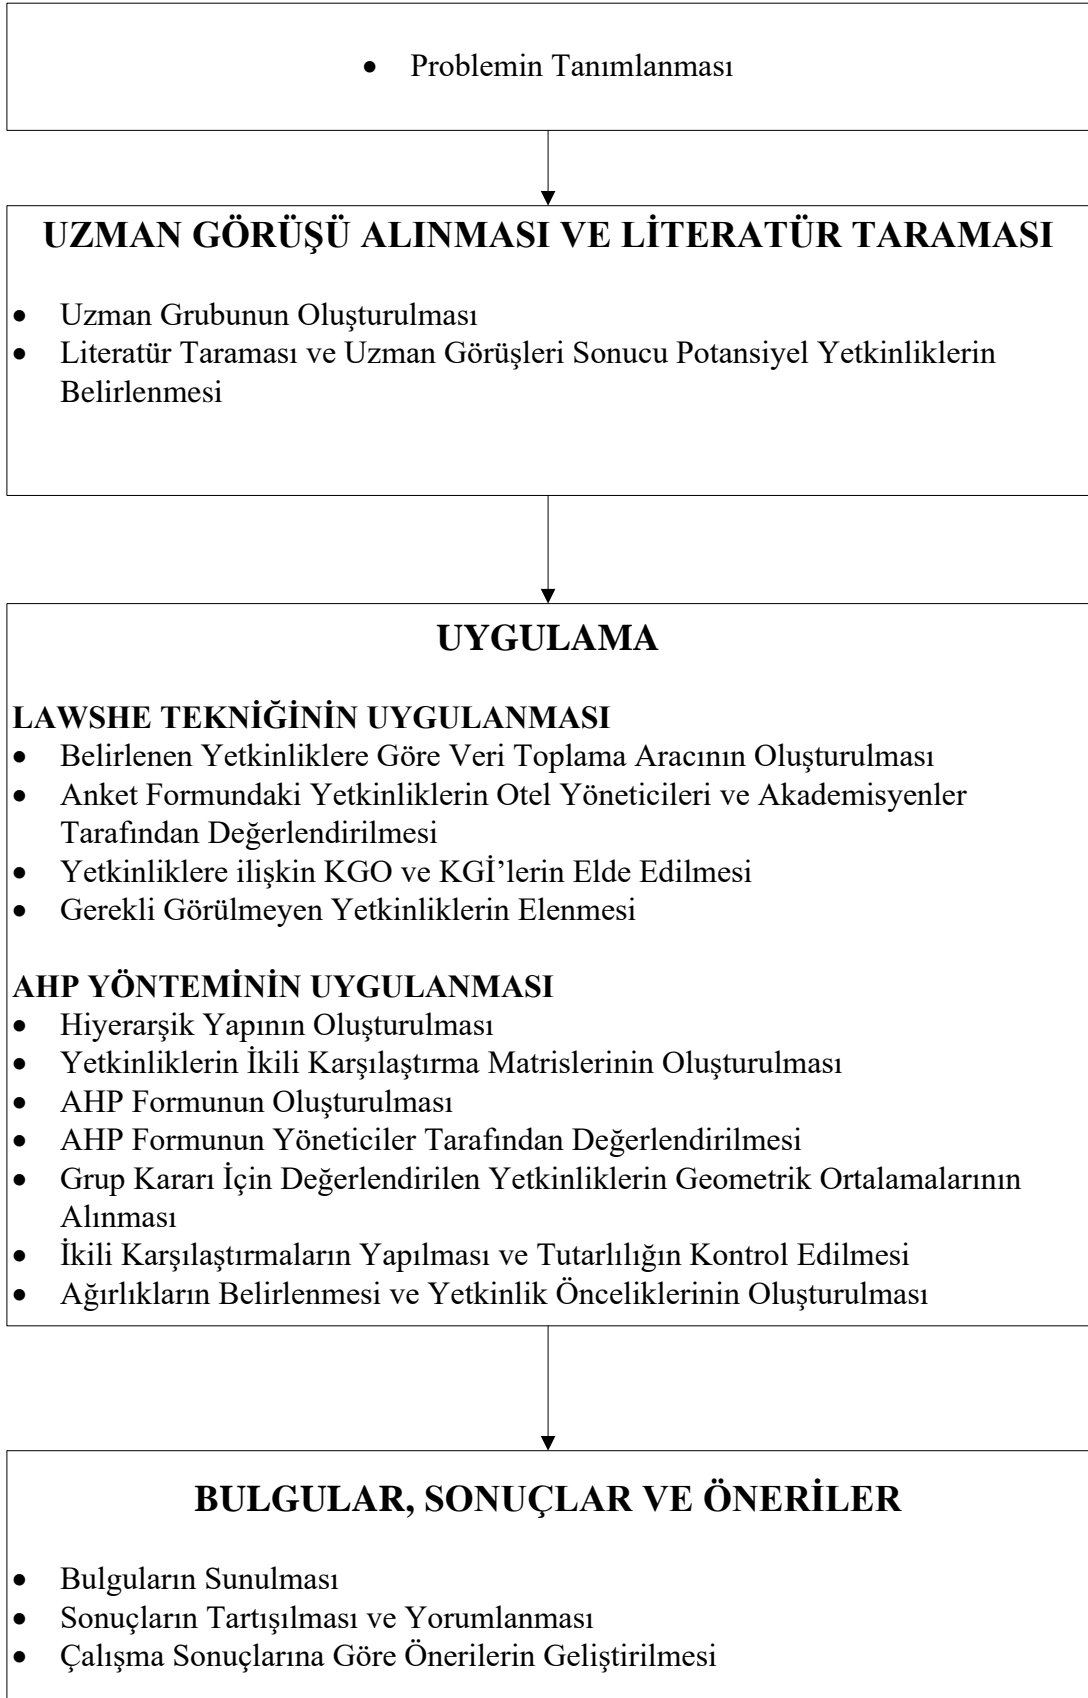 • Problemin Tanımlanması
UZMAN GÖRÜŞÜ ALINMASI VE LİTERATÜR TARAMASI
• Uzman Grubunun Oluşturulması
• Literatür Taraması ve Uzman Görüşleri Sonucu Potansiyel Yetkinliklerin
Belirlenmesi
UYGULAMA
LAWSHE TEKNİĞİNİN UYGULANMASI
• Belirlenen Yetkinliklere Göre Veri Toplama Aracının Oluşturulması
• Anket Formundaki Yetkinliklerin Otel Yöneticileri ve Akademisyenler
Tarafından Değerlendirilmesi
• Yetkinliklere ilişkin KGO ve KGİ’lerin Elde Edilmesi
• Gerekli Görülmeyen Yetkinliklerin Elenmesi
AHP YÖNTEMİNİN UYGULANMASI
• Hiyerarşik Yapının Oluşturulması
• Yetkinliklerin İkili Karşılaştırma Matrislerinin Oluşturulması
• AHP Formunun Oluşturulması
• AHP Formunun Yöneticiler Tarafından Değerlendirilmesi
• Grup Kararı İçin Değerlendirilen Yetkinliklerin Geometrik Ortalamalarının
Alınması
• İkili Karşılaştırmaların Yapılması ve Tutarlılığın Kontrol Edilmesi
• Ağırlıkların Belirlenmesi ve Yetkinlik Önceliklerinin Oluşturulması
BULGULAR, SONUÇLAR VE ÖNERİLER
• Bulguların Sunulması
• Sonuçların Tartışılması ve Yorumlanması
• Çalışma Sonuçlarına Göre Önerilerin Geliştirilmesi